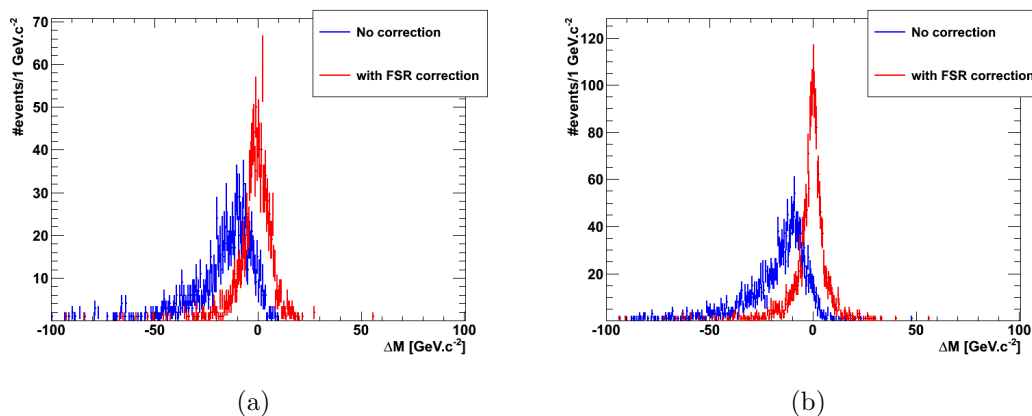 70
60
50
40
30
20
10
#events/1 GeV.c-2
No correction
with FSR correction
-100
-50
0
50
100
ΔM [GeV.c-2]
(a)
120
100
80
60
40
20
#events/1 GeV.c-2
No correction
with FSR correction
-100
-50
0
50
100
ΔM [GeV.c-2]
(b)